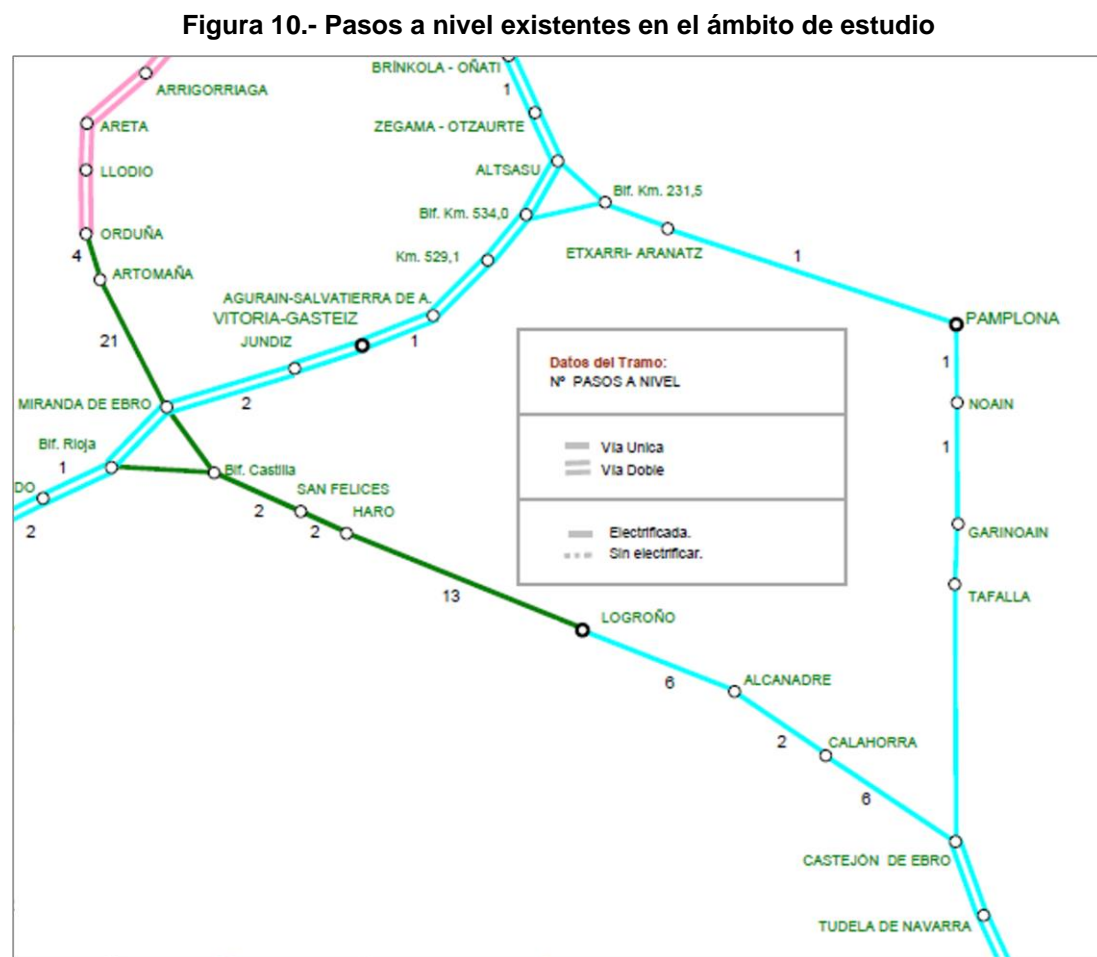 Figura 10.- Pasos a nivel existentes en el ámbito de estudio
BRÍNKOLA - OÑATI
ARRIGORRIAGA
1
ARETA
ZEGAMA - OTZAURTE
LLODIO
ALTSASU
Bif. Km. 231,5
Bif. Km. 534,0
ORDUÑA
4
Km. 529,1
ETXARRI- ARANATZ
1
ARTOMAÑA
AGURAIN-SALVATIERRA DE A.
VITORIA-GASTEIZ
PAMPLONA
21
JUNDIZ
1
Datos del Tramo:
Nº PASOS A NIVEL
1
MIRANDA DE EBRO
2
NOAIN
Bif. Rioja
Vía Unica
1
1
Bif. Castilla
Vía Doble
DO
SAN FELICES
2
2
HARO
2
Electrificada.
GARINOAIN
Sin electrificar.
13
TAFALLA
LOGROÑO
6
ALCANADRE
2
CALAHORRA
6
CASTEJÓN DE EBRO
TUDELA DE NAVARRA